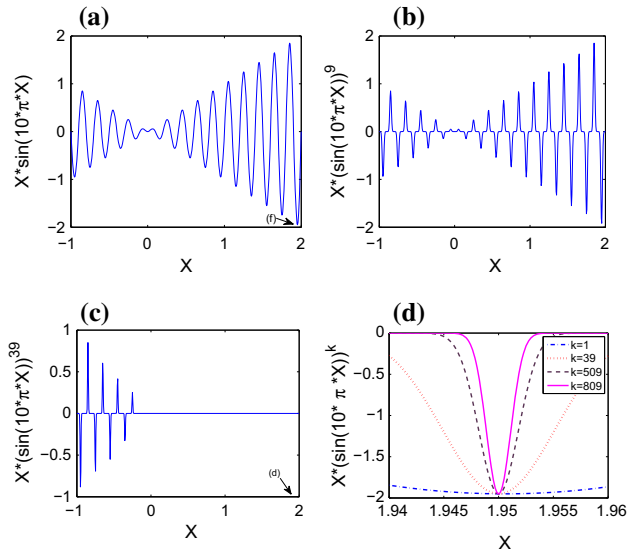 (a)
X*sin(10*π*X)
2
1
0
−1
−2
−1
0
1
2
(f)
X
(b)
X*(sin(10*π*X))^9
2
1
0
−1
−2
−1
0
1
2
X
(c)
X*(sin(10*π*X))^39
1
0.5
0
−0.5
−1
−1
0
1
2
(d)
X
(d)
X*(sin(10* π *X))^k
0
−0.5
−1
−1.5
−2
1.94
1.945
1.95
1.955
1.96
k=1
k=39
k=509
k=809
X